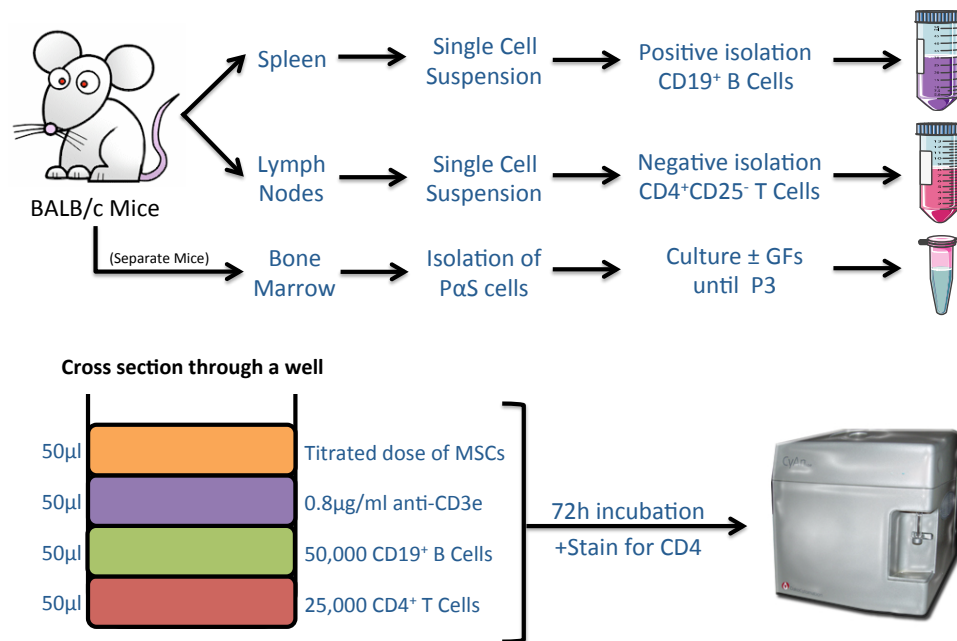 Spleen
Single Cell
Suspension
Positive isolation
CD19⁺ B Cells
Lymph
Nodes
Single Cell
Suspension
Negative isolation
CD4⁺CD25⁻ T Cells
BALB/c Mice
(Separate Mice)
Bone
Marrow
Isolation of
PαS cells
Culture ± GFs
until P3
Cross section through a well
50µl
Titrated dose of MSCs
50µl
0.8µg/ml anti-CD3e
50µl
50,000 CD19⁺ B Cells
50µl
25,000 CD4⁺ T Cells
72h incubation
+Stain for CD4